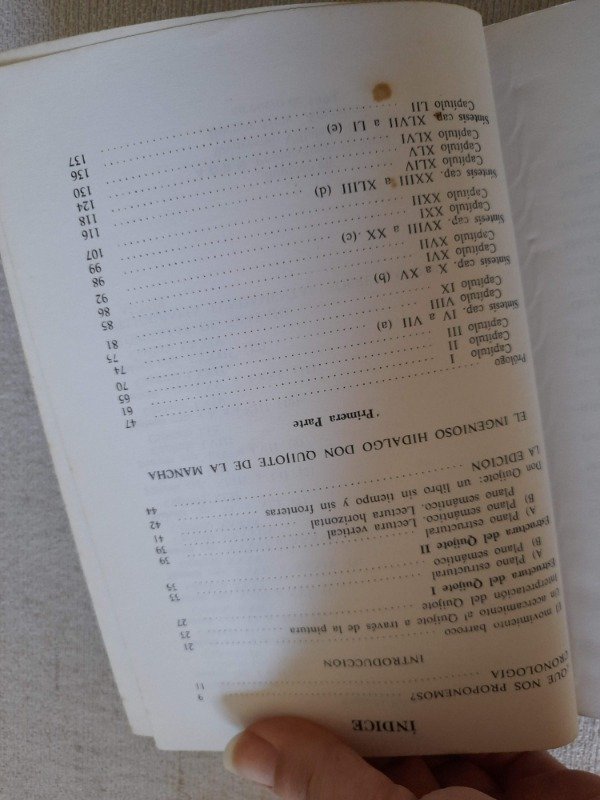 ÍNDICE
¿QUE NOS PROPONEMOS? 9
CRONOLOGIA 11
INTRODUCCION
El movimiento barroco 21
Un acercamiento al Quijote a través de la pintura 23
Interpretación del Quijote 27
Estructura del Quijote I
A) Plano estructural 33
B) Plano semántico 35
Estructura del Quijote II 39
A) Plano estructural. Lectura vertical 39
B) Plano semántico. Lectura horizontal 41
Don Quijote: un libro sin tiempo y sin fronteras 42
LA EDICION 44
EL INGENIOSO HIDALGO DON QUIJOTE DE LA MANCHA
Primera Parte
Prólogo 47
Capítulo I 61
Capítulo II 65
Capítulo III 70
Síntesis cap. IV a VII (a) 74
Capítulo VIII 75
Capítulo IX 81
Síntesis cap. X a XV (b) 85
Capítulo XVI 86
Capítulo XVII 92
Síntesis cap. XVIII a XX (c) 98
Capítulo XXI 99
Capítulo XXII 107
Síntesis cap. XXIII a XLIII (d) 116
Capítulo XLIV 118
Capítulo XLV 124
Capítulo XLVI 130
Síntesis cap. XLVII a LI (e) 136
Capítulo LII 137